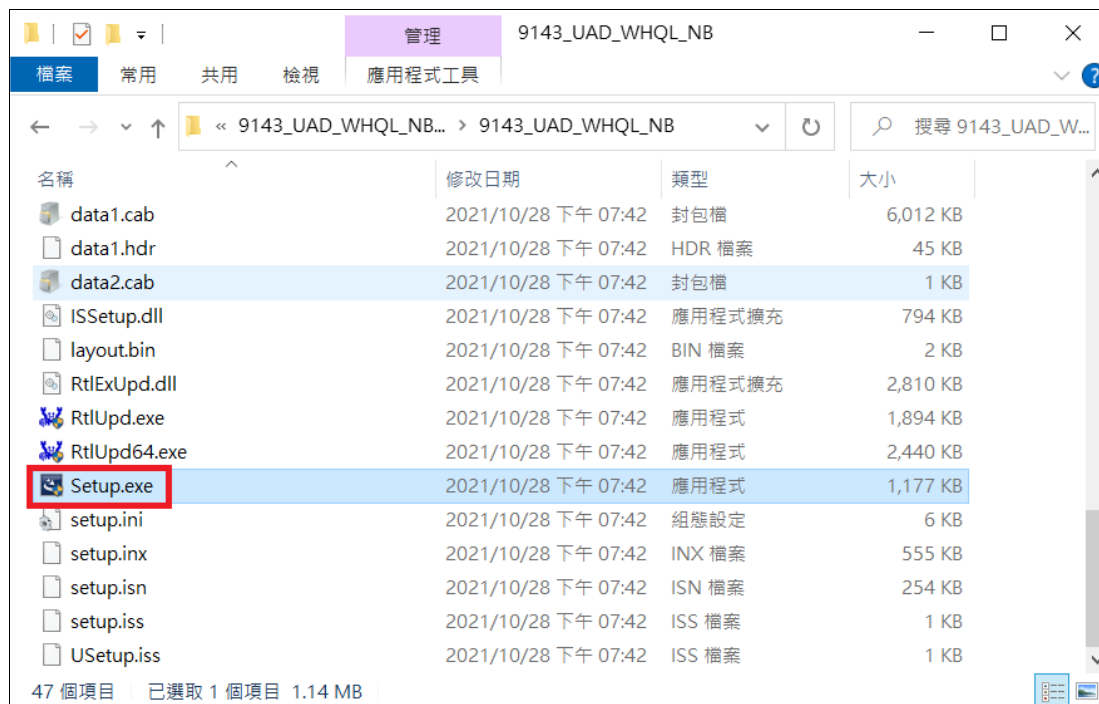 管理 9143_UAD_WHQL_NB
檔案 常用 共用 檢視 應用程式工具 ?
« 9143_UAD_WHQL_NB... > 9143_UAD_WHQL_NB 搜尋 9143_UAD_W...
名稱 修改日期 類型 大小
data1.cab 2021/10/28 下午 07:42 封包檔 6,012 KB
data1.hdr 2021/10/28 下午 07:42 HDR 檔案 45 KB
data2.cab 2021/10/28 下午 07:42 封包檔 1 KB
ISSetup.dll 2021/10/28 下午 07:42 應用程式擴充 794 KB
layout.bin 2021/10/28 下午 07:42 BIN 檔案 2 KB
RtlExUpd.dll 2021/10/28 下午 07:42 應用程式擴充 2,810 KB
RtlUpd.exe 2021/10/28 下午 07:42 應用程式 1,894 KB
RtlUpd64.exe 2021/10/28 下午 07:42 應用程式 2,440 KB
Setup.exe 2021/10/28 下午 07:42 應用程式 1,177 KB
setup.ini 2021/10/28 下午 07:42 組態設定 6 KB
setup.inx 2021/10/28 下午 07:42 INX 檔案 555 KB
setup.isn 2021/10/28 下午 07:42 ISN 檔案 254 KB
setup.iss 2021/10/28 下午 07:42 ISS 檔案 1 KB
USetup.iss 2021/10/28 下午 07:42 ISS 檔案 1 KB
47 個項目 已選取 1 個項目 1.14 MB